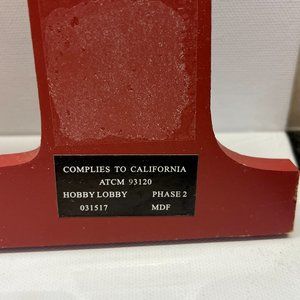 COMPLIES TO CALIFORNIA
ATCM 93120
HOBBY LOBBY PHASE 2
031517 MDF